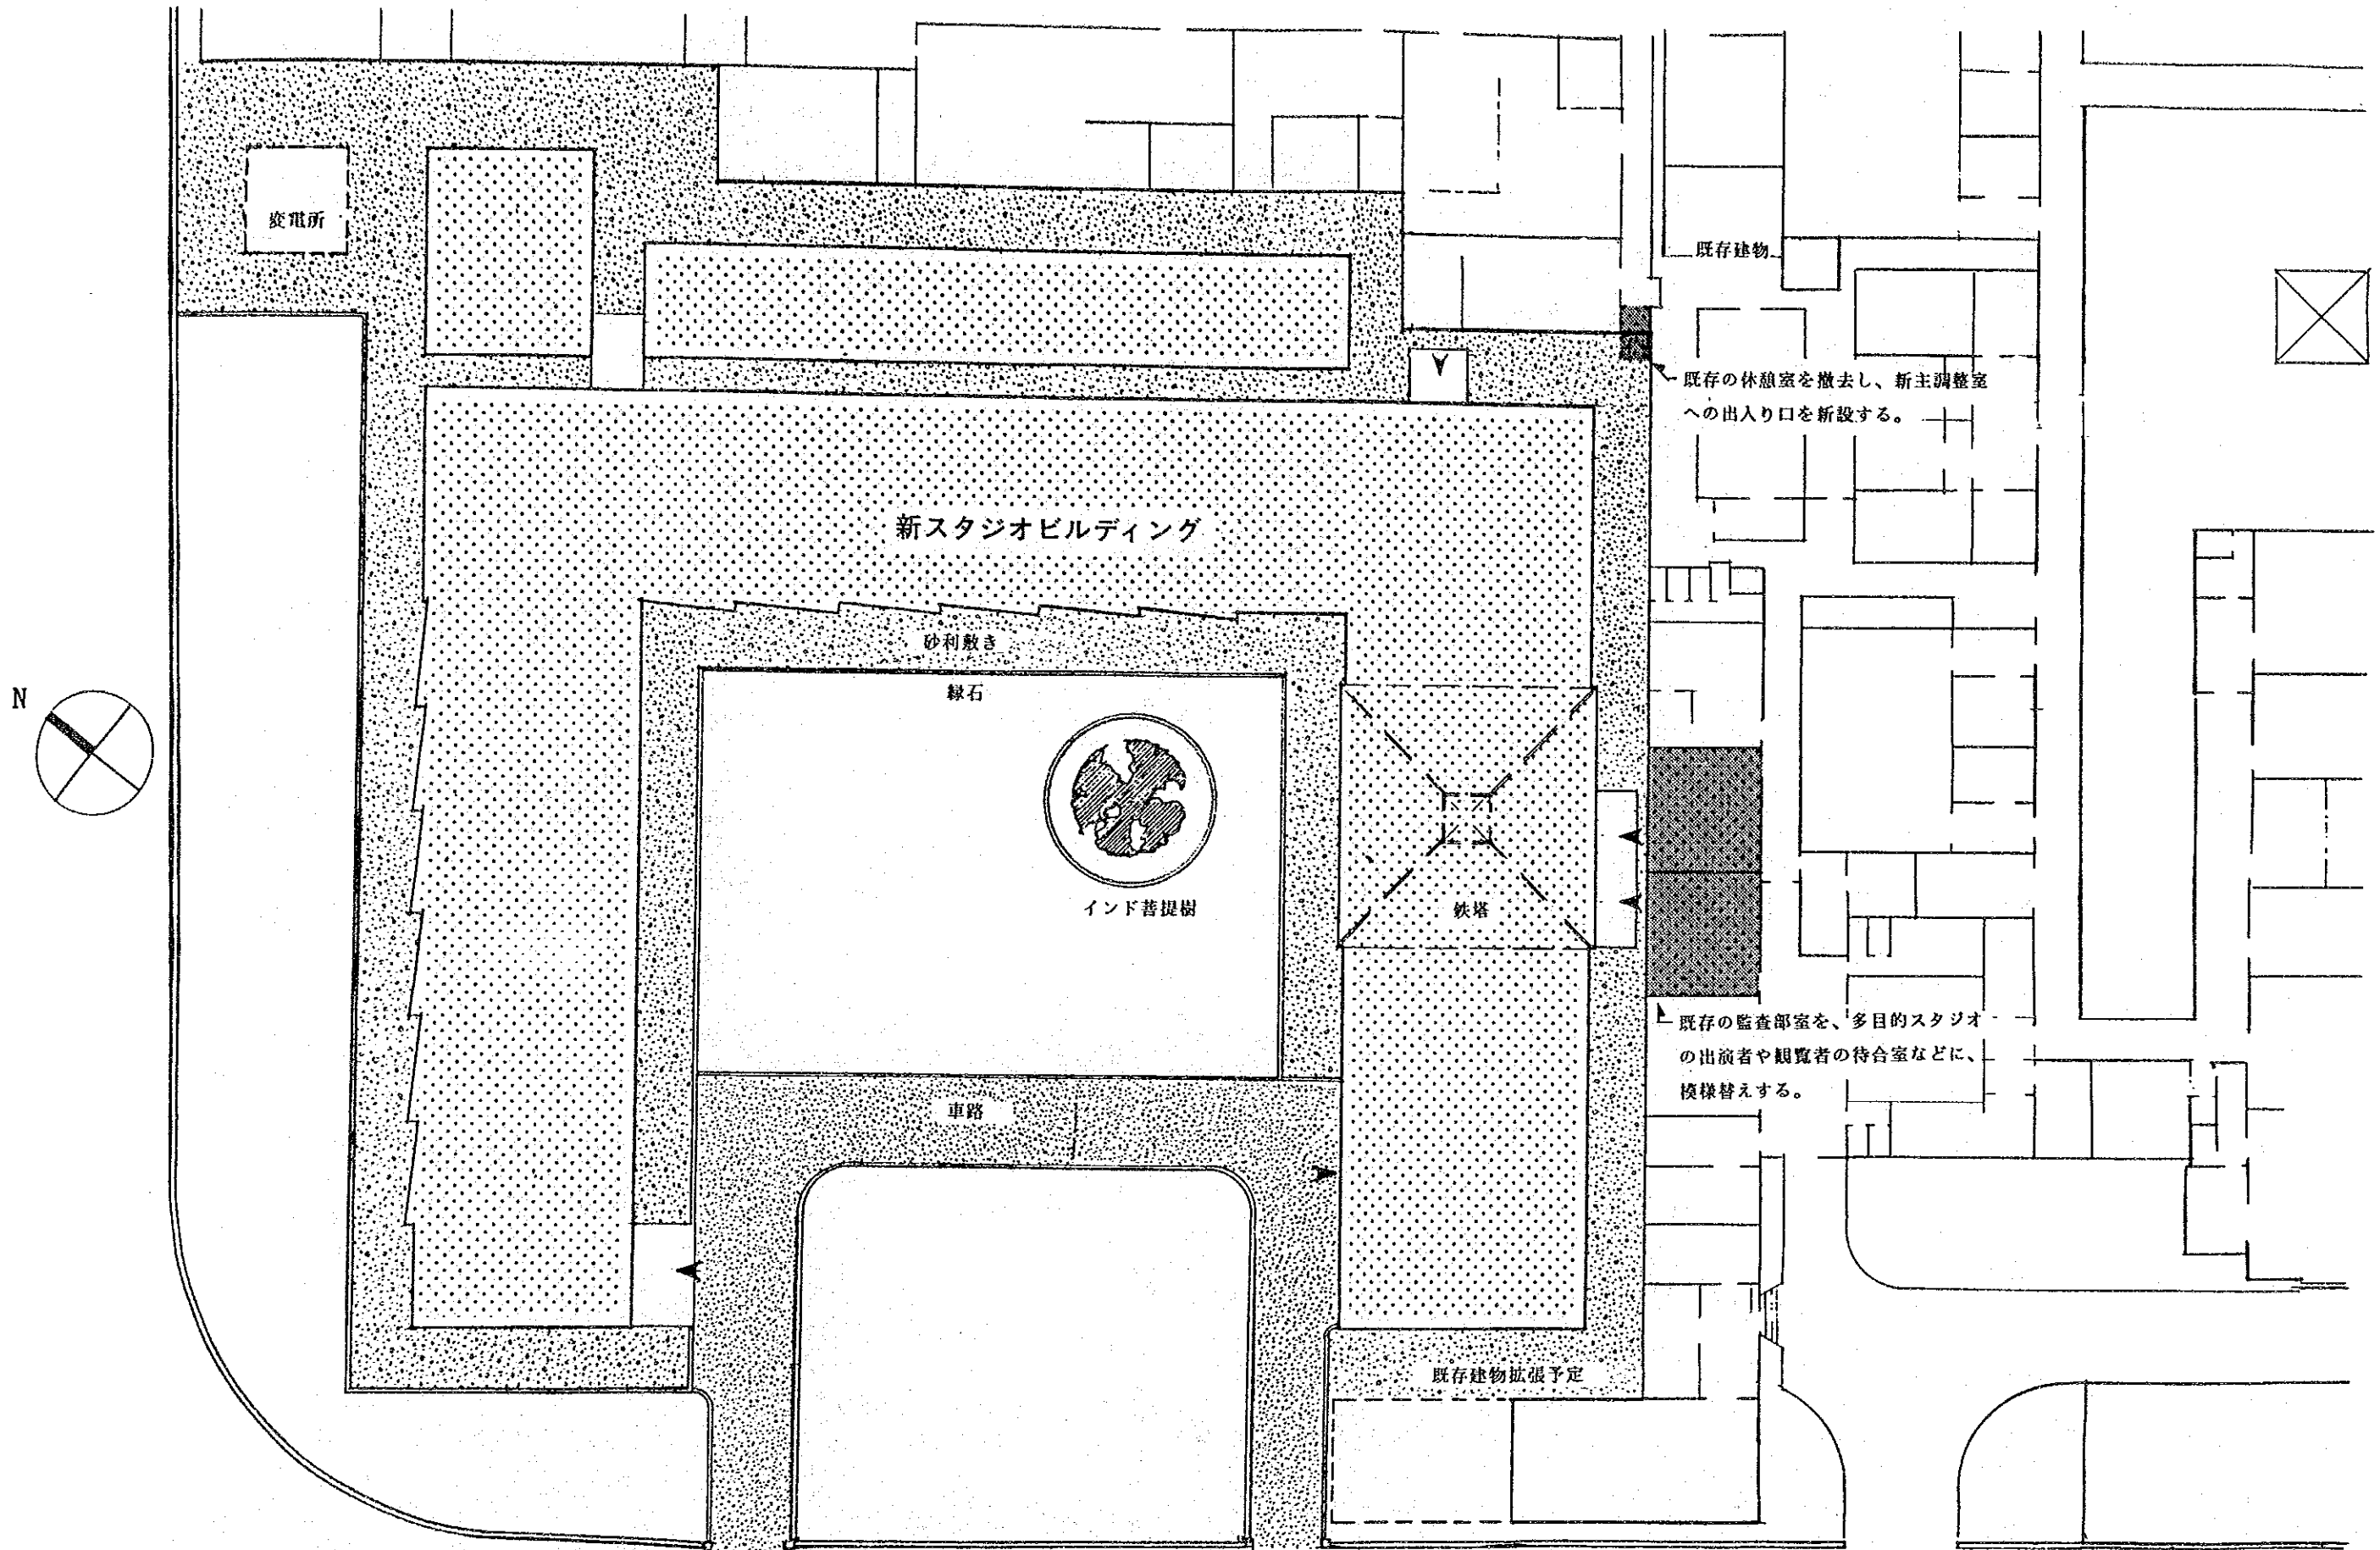 変電所
既存建物
既存の休憩室を撤去し、新主調整室
への出入り口を新設する。
新スタジオビルディング
砂利敷き
縁石
N
インド菩提樹
鉄塔
既存の監査部室を、多目的スタジオ
の出演者や観覧者の待合室などに、
模様替えする。
車路
既存建物拡張予定